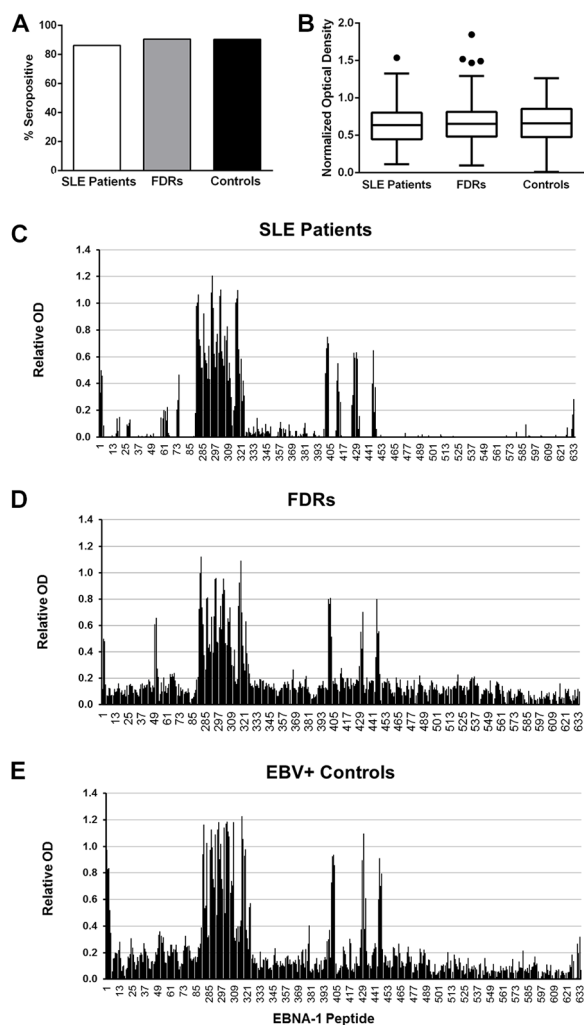 A
% Seropositive
100
80
60
40
20
0
SLE Patients FDRs Controls
B
Normalized Optical Density
2.0
1.5
1.0
0.5
0.0
SLE Patients FDRs Controls
C
SLE Patients
Relative OD
1.4
1.2
1.0
0.8
0.6
0.4
0.2
0.0
1 13 25 37 49 61 73 85 285 297 309 321 333 345 357 369 381 393 405 417 429 441 453 465 477 489 501 513 525 537 549 561 573 585 597 609 621 633
D
FDRs
Relative OD
1.4
1.2
1.0
0.8
0.6
0.4
0.2
0.0
1 13 25 37 49 61 73 85 285 297 309 321 333 345 357 369 381 393 405 417 429 441 453 465 477 489 501 513 525 537 549 561 573 585 597 609 621 633
E
EBV+ Controls
Relative OD
1.4
1.2
1.0
0.8
0.6
0.4
0.2
0.0
1 13 25 37 49 61 73 85 285 297 309 321 333 345 357 369 381 393 405 417 429 441 453 465 477 489 501 513 525 537 549 561 573 585 597 609 621 633
EBNA-1 Peptide